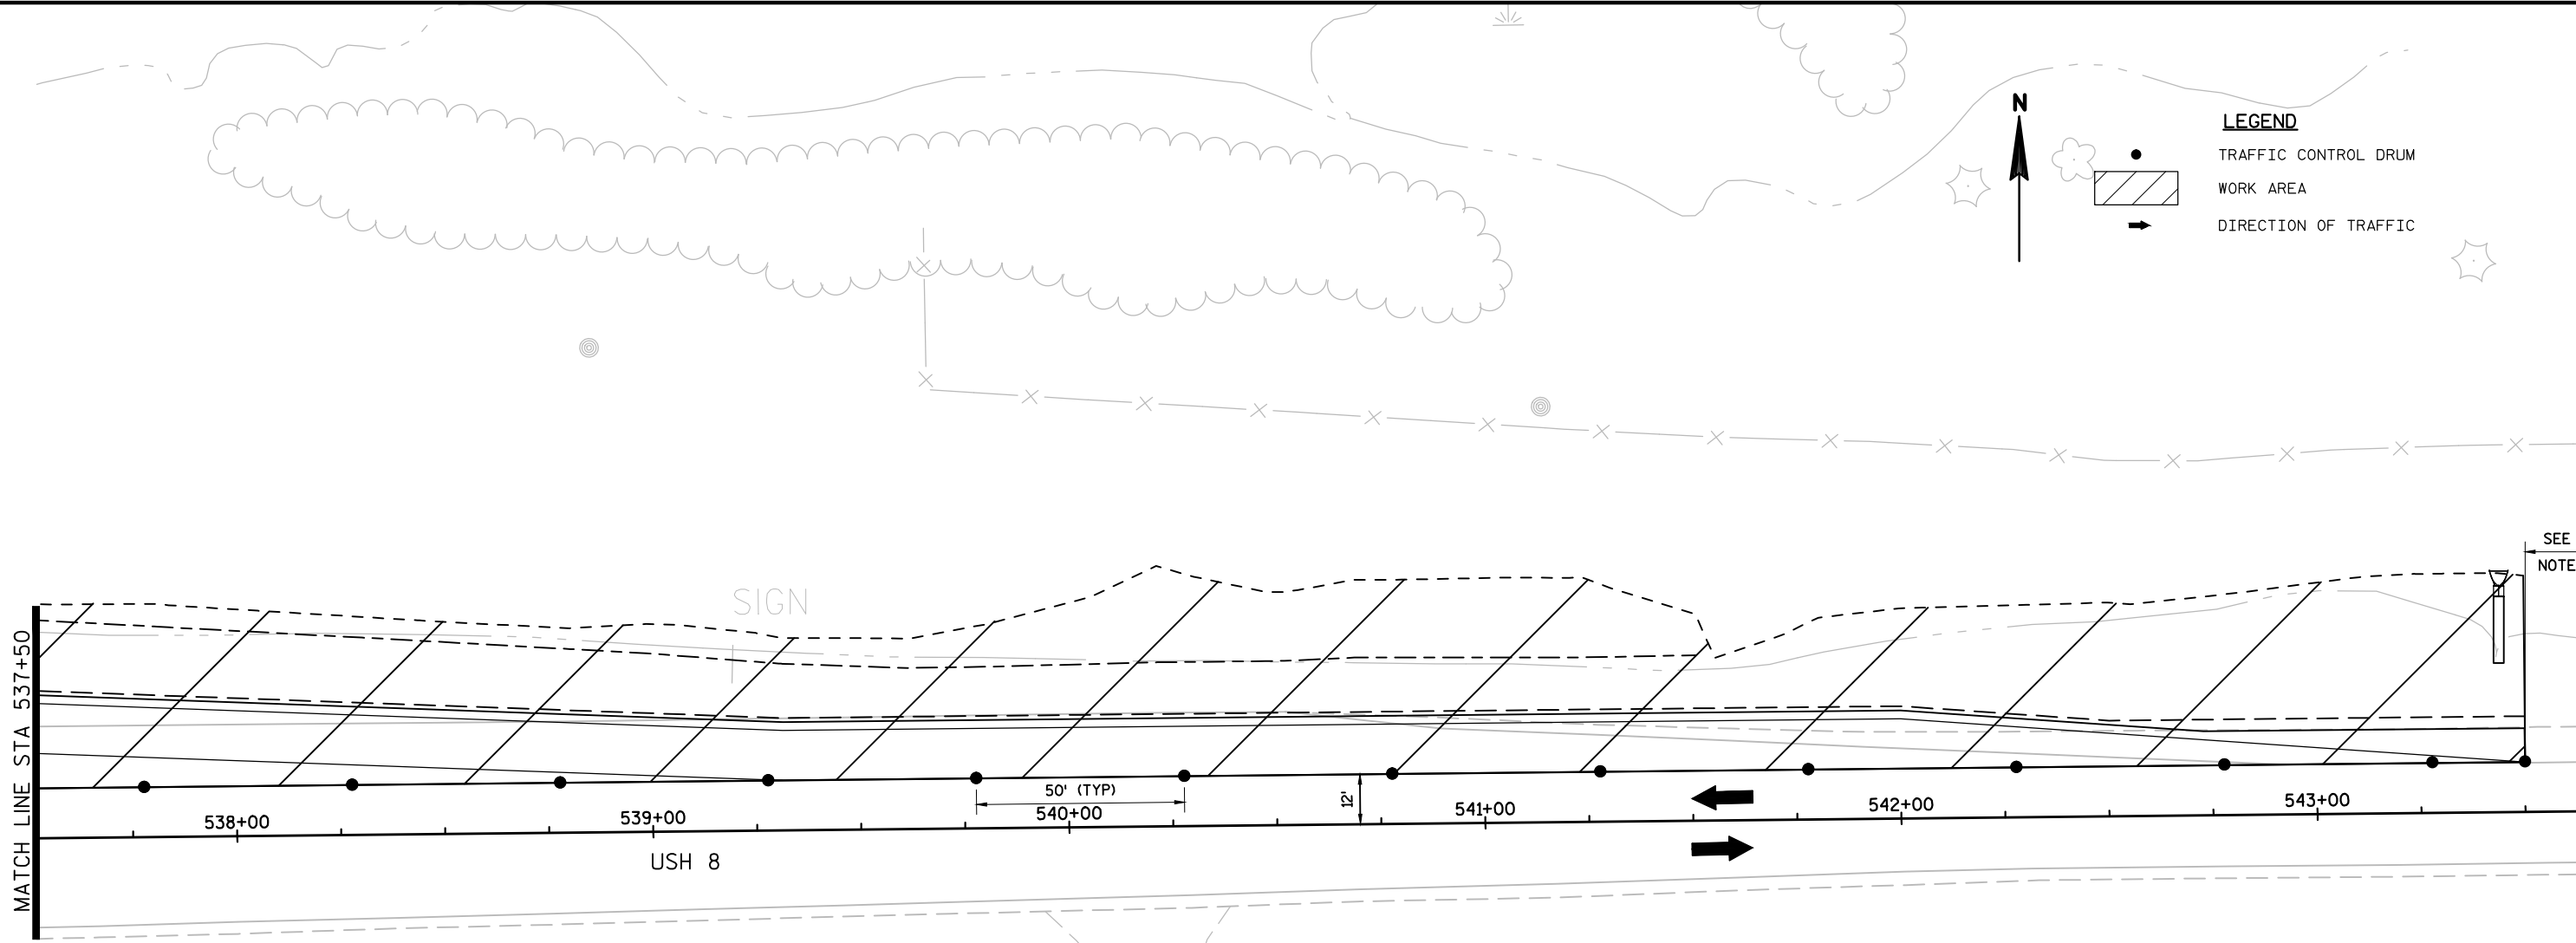 N
LEGEND
TRAFFIC CONTROL DRUM
WORK AREA
DIRECTION OF TRAFFIC
SEE
NOTE
SIGN
MATCH LINE STA 537+50
50' (TYP)
12'
538+00
539+00
540+00
541+00
542+00
543+00
USH 8